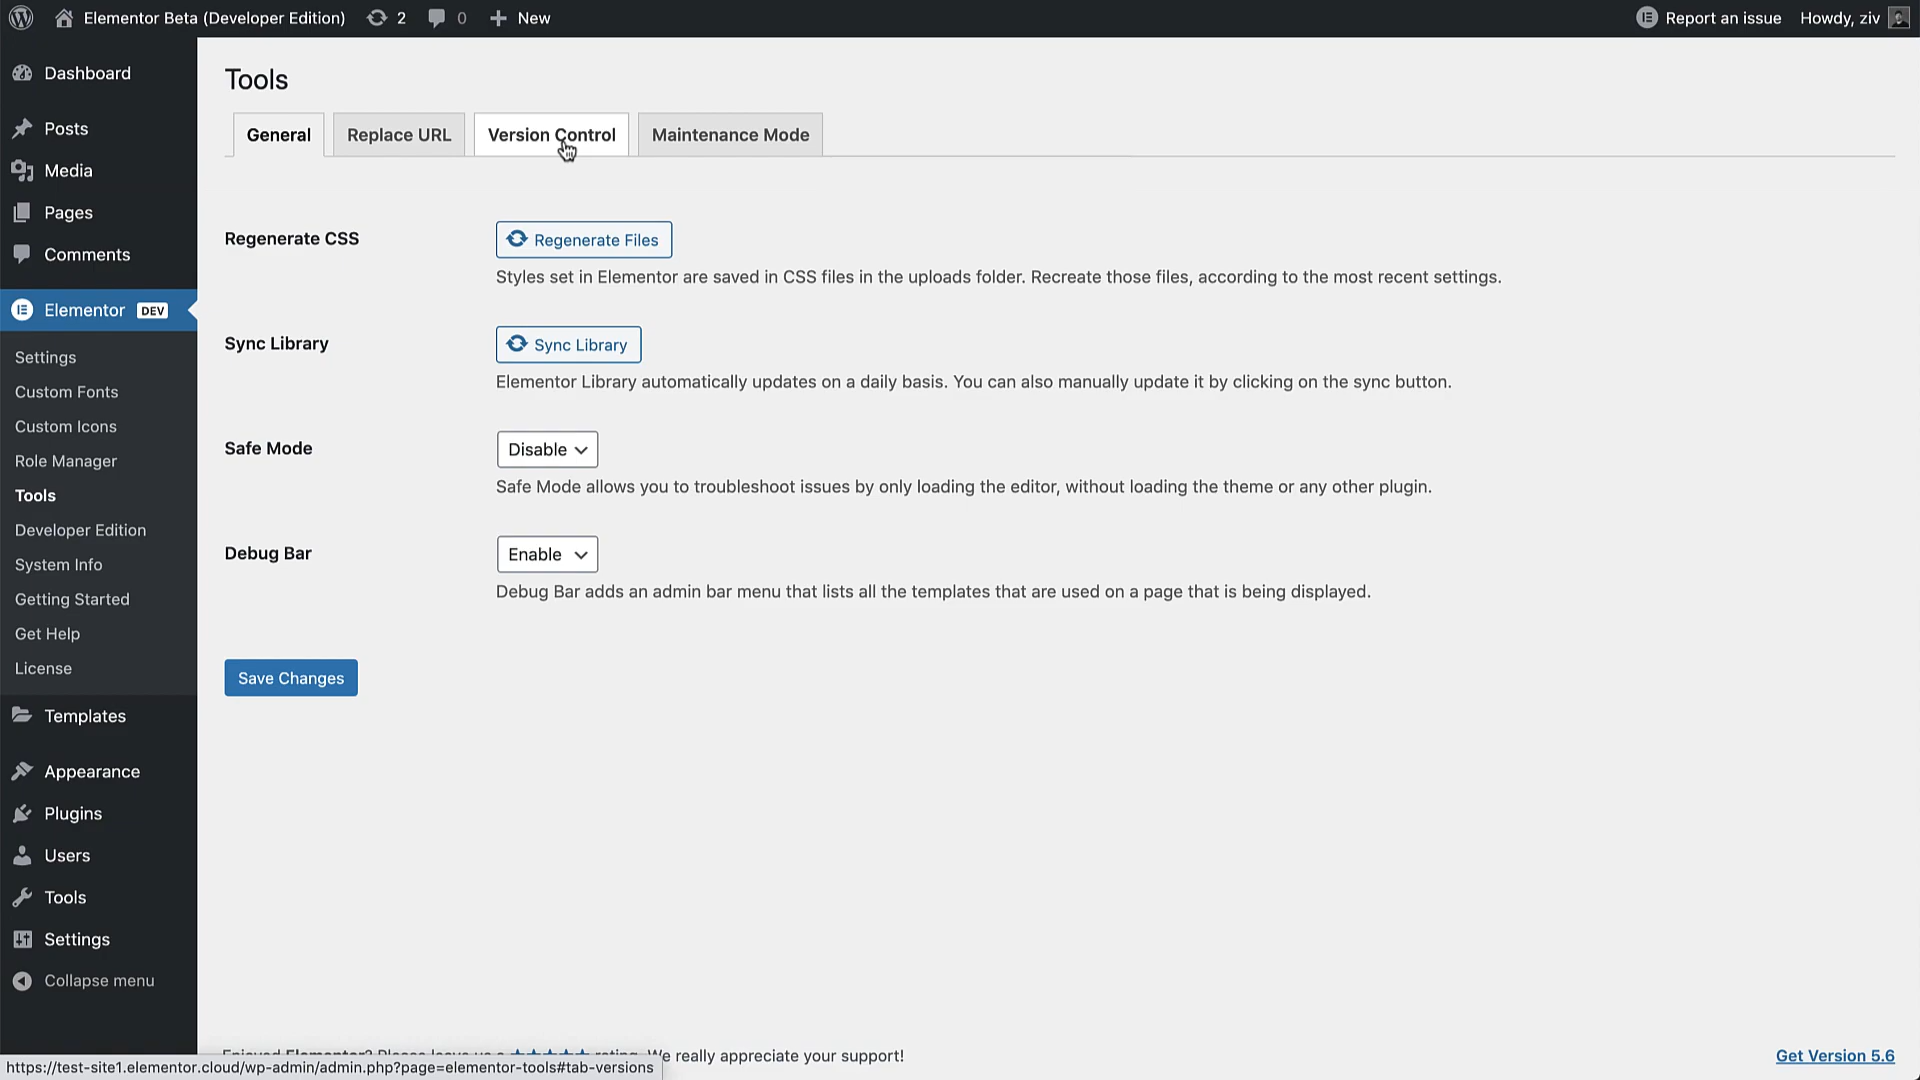 Elementor Beta (Developer Edition) 2 0 New Report an issue Howdy, ziv
Dashboard
Posts
Media
Pages
Comments
Elementor DEV
Settings
Custom Fonts
Custom Icons
Role Manager
Tools
Developer Edition
System Info
Getting Started
Get Help
License
Templates
Appearance
Plugins
Users
Tools
Settings
Collapse menu
Tools
General Replace URL Version Control Maintenance Mode
Regenerate CSS Regenerate Files
Styles set in Elementor are saved in CSS files in the uploads folder. Recreate those files, according to the most recent settings.
Sync Library Sync Library
Elementor Library automatically updates on a daily basis. You can also manually update it by clicking on the sync button.
Safe Mode Disable
Safe Mode allows you to troubleshoot issues by only loading the editor, without loading the theme or any other plugin.
Debug Bar Enable
Debug Bar adds an admin bar menu that lists all the templates that are used on a page that is being displayed.
Save Changes
Enjoyed Elementor? Please leave us a ★★★★★ rating. We really appreciate your support! Get Version 5.6
https://test-site1.elementor.cloud/wp-admin/admin.php?page=elementor-tools#tab-versions